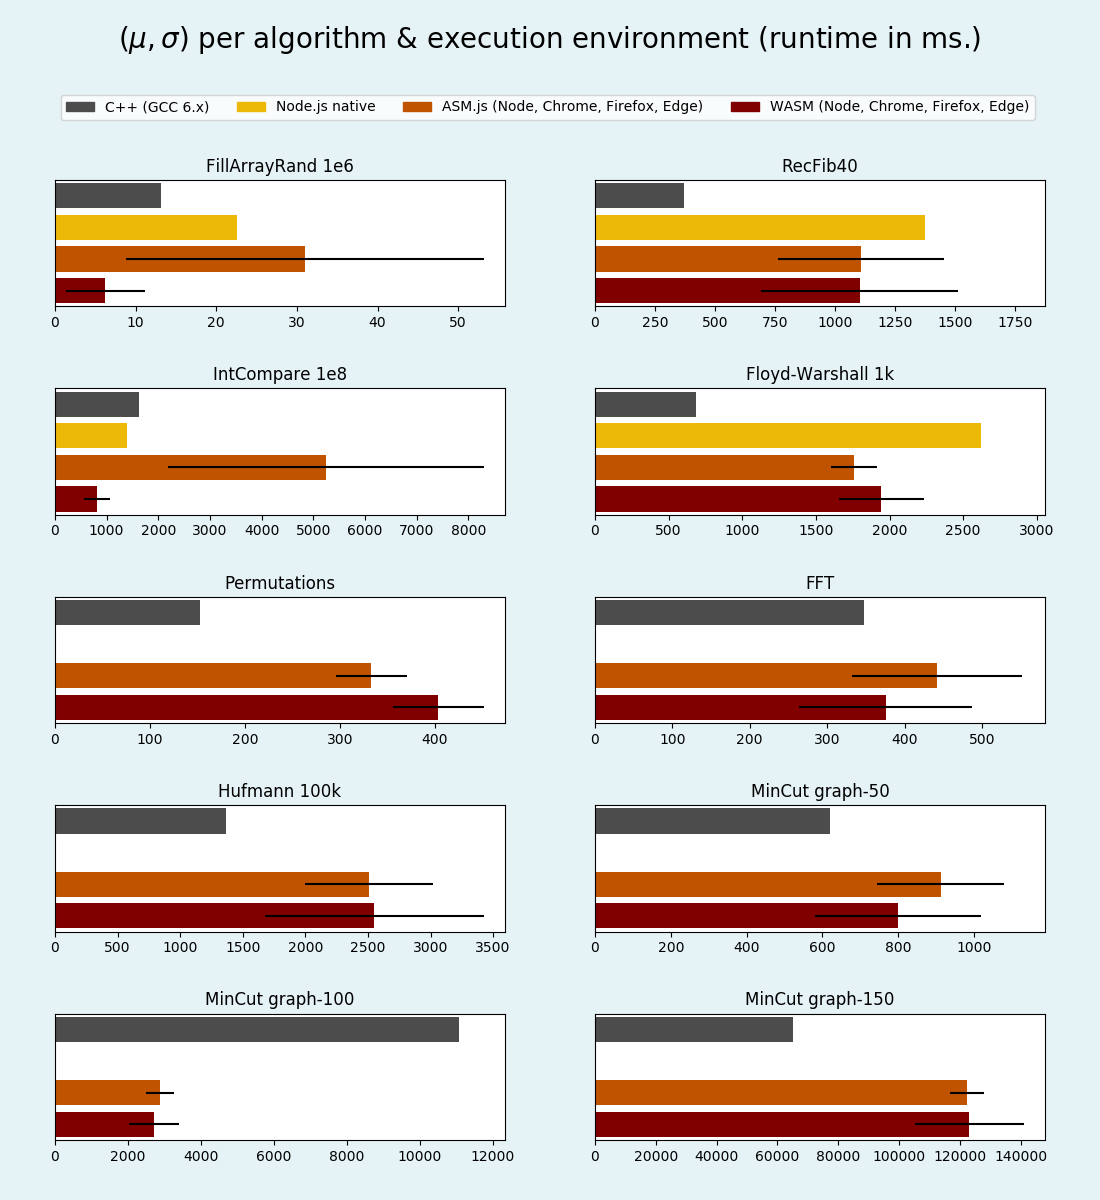 (μ, σ) per algorithm & execution environment (runtime in ms.)
C++ (GCC 6.x) Node.js native ASM.js (Node, Chrome, Firefox, Edge) WASM (Node, Chrome, Firefox, Edge)
FillArrayRand 1e6
0 10 20 30 40 50
RecFib40
0 250 500 750 1000 1250 1500 1750
IntCompare 1e8
0 1000 2000 3000 4000 5000 6000 7000 8000
Floyd-Warshall 1k
0 500 1000 1500 2000 2500 3000
Permutations
0 100 200 300 400
FFT
0 100 200 300 400 500
Hufmann 100k
0 500 1000 1500 2000 2500 3000 3500
MinCut graph-50
0 200 400 600 800 1000
MinCut graph-100
0 2000 4000 6000 8000 10000 12000
MinCut graph-150
0 20000 40000 60000 80000 100000 120000 140000